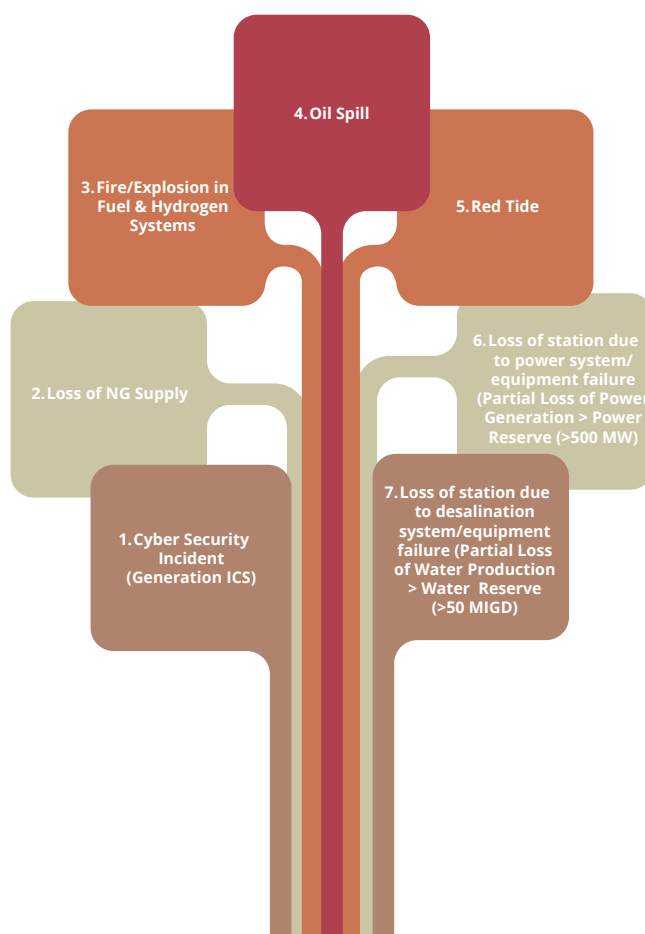 4. Oil Spill
3. Fire/Explosion in
Fuel & Hydrogen
Systems
5. Red Tide
2. Loss of NG Supply
6. Loss of station due
to power system/
equipment failure
(Partial Loss of Power
Generation > Power
Reserve (>500 MW)
1. Cyber Security
Incident
(Generation ICS)
7. Loss of station due
to desalination
system/equipment
failure (Partial Loss
of Water Production
> Water Reserve
(>50 MIGD)